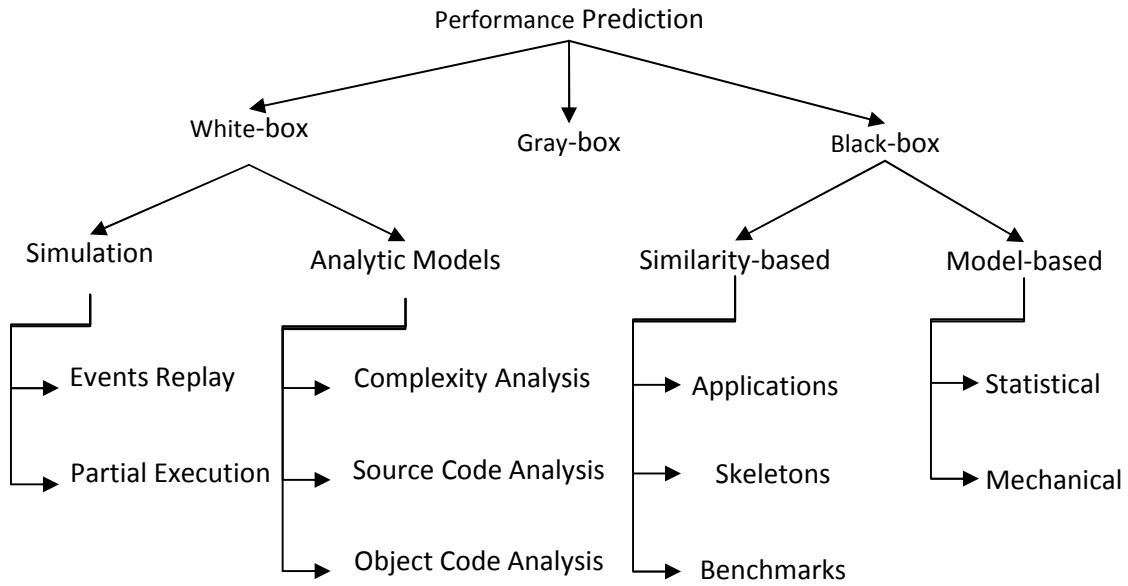 Performance Prediction
White-box
Gray-box
Black-box
Simulation
Analytic Models
Similarity-based
Model-based
Events Replay
Complexity Analysis
Applications
Statistical
Partial Execution
Source Code Analysis
Skeletons
Mechanical
Object Code Analysis
Benchmarks